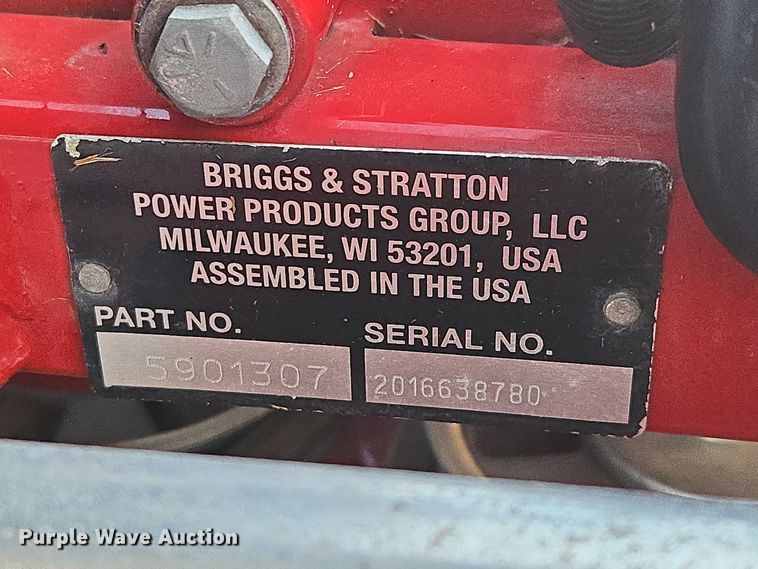 BRIGGS & STRATTON
POWER PRODUCTS GROUP, LLC
MILWAUKEE, WI 53201, USA
ASSEMBLED IN THE USA
PART NO. SERIAL NO.
5901307 2016638780
Purple Wave Auction